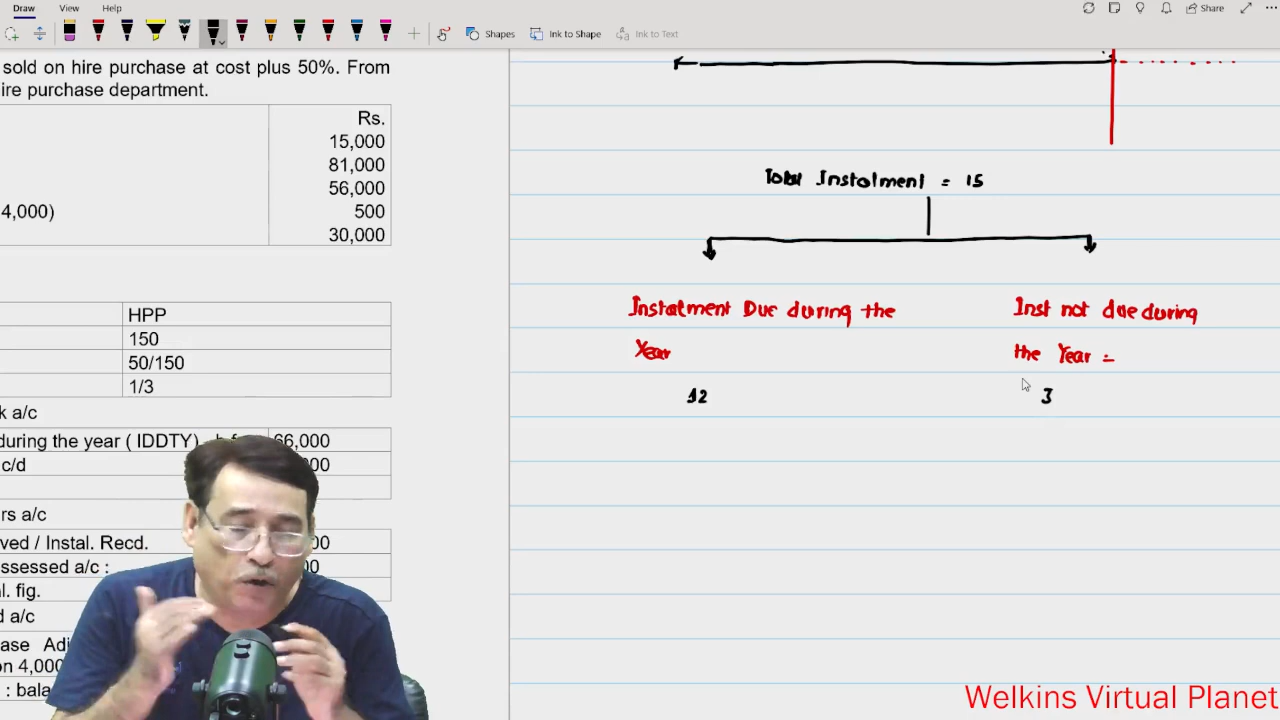 Draw View Help Share
Shapes Ink to Shape Ink to Text
sold on hire purchase at cost plus 50%. From
ire purchase department.
Rs.
15,000
81,000
56,000
4,000) 500
30,000
HPP
150
50/150
1/3
k a/c
during the year ( IDDTY) 66,000
c/d
rs a/c
ved / Instal. Recd. 00
ssessed a/c : 00
al. fig.
d a/c
ase Adj
on 4,000
: bala
Total Instalment = 15
Instalment Due during the
Year
12
Inst not due during
the Year =
3
Welkins Virtual Planet